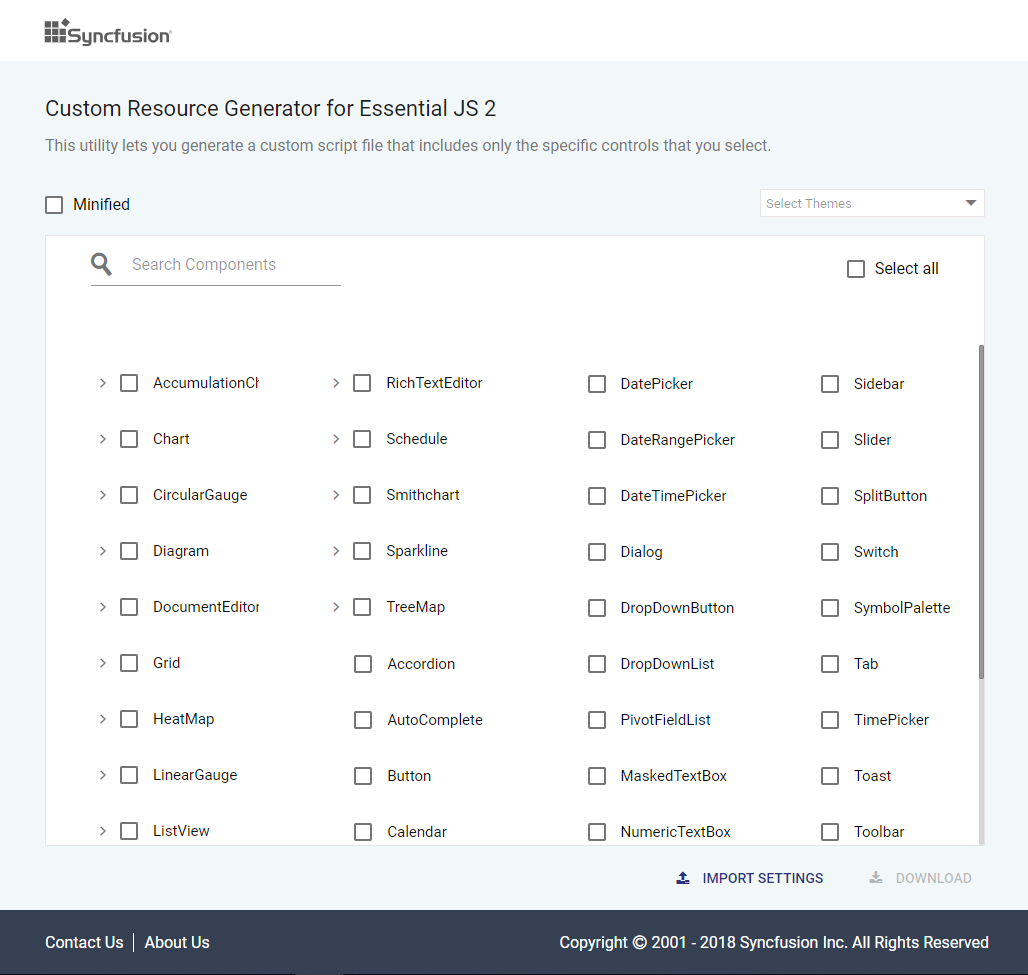 Syncfusion
Custom Resource Generator for Essential JS 2
This utility lets you generate a custom script file that includes only the specific controls that you select.
Minified
Select Themes
Search Components
Select all
AccumulationCh
RichTextEditor
DatePicker
Sidebar
Chart
Schedule
DateRangePicker
Slider
CircularGauge
Smithchart
DateTimePicker
SplitButton
Diagram
Sparkline
Dialog
Switch
DocumentEditor
TreeMap
DropDownButton
SymbolPalette
Grid
Accordion
DropDownList
Tab
HeatMap
AutoComplete
PivotFieldList
TimePicker
LinearGauge
Button
MaskedTextBox
Toast
ListView
Calendar
NumericTextBox
Toolbar
IMPORT SETTINGS
DOWNLOAD
Contact Us
About Us
Copyright © 2001 - 2018 Syncfusion Inc. All Rights Reserved